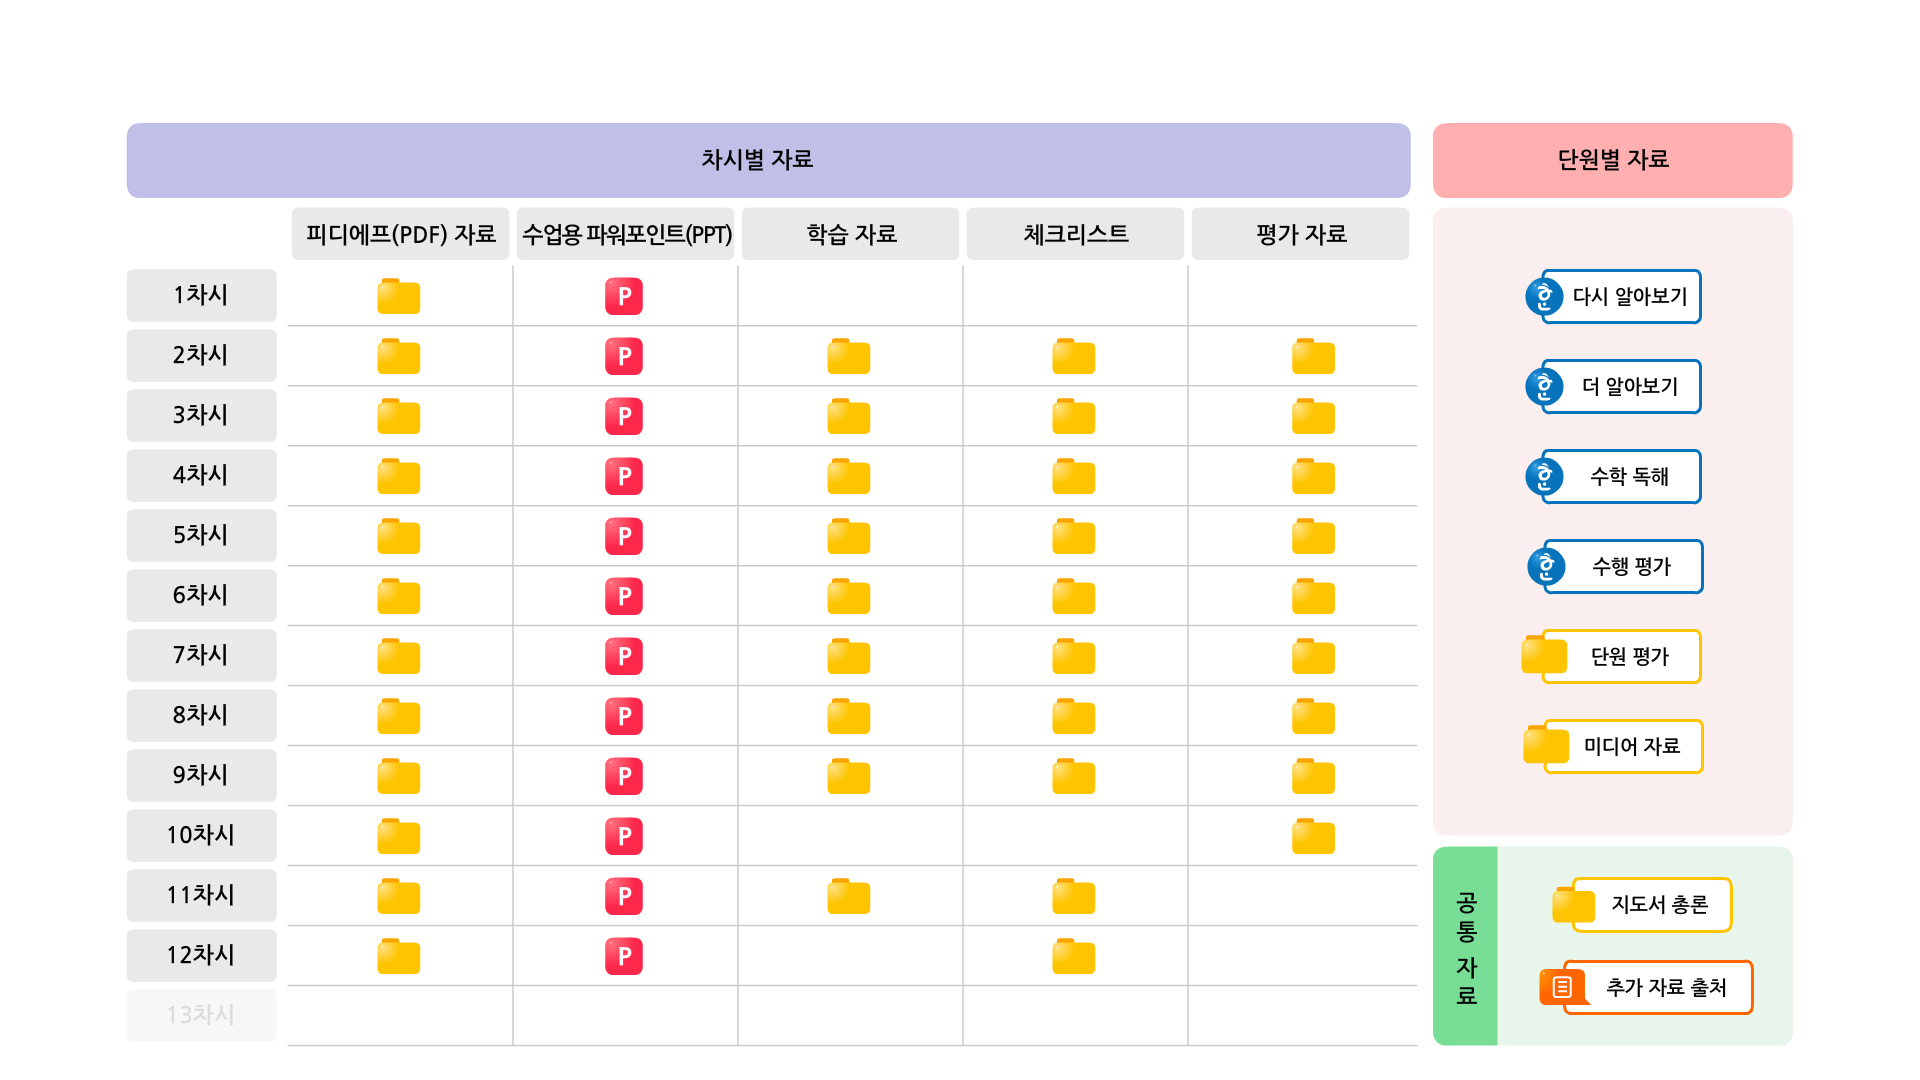 차시별 자료
단원별 자료
피디에프(PDF) 자료
수업용 파워포인트(PPT)
학습 자료
체크리스트
평가 자료
1차시
P
2차시
P
3차시
P
4차시
P
5차시
P
6차시
P
7차시
P
8차시
P
9차시
P
10차시
P
11차시
P
12차시
P
13차시
한 다시 알아보기
한 더 알아보기
한 수학 독해
한 수행 평가
단원 평가
미디어 자료
공통 자료
지도서 총론
추가 자료 출처